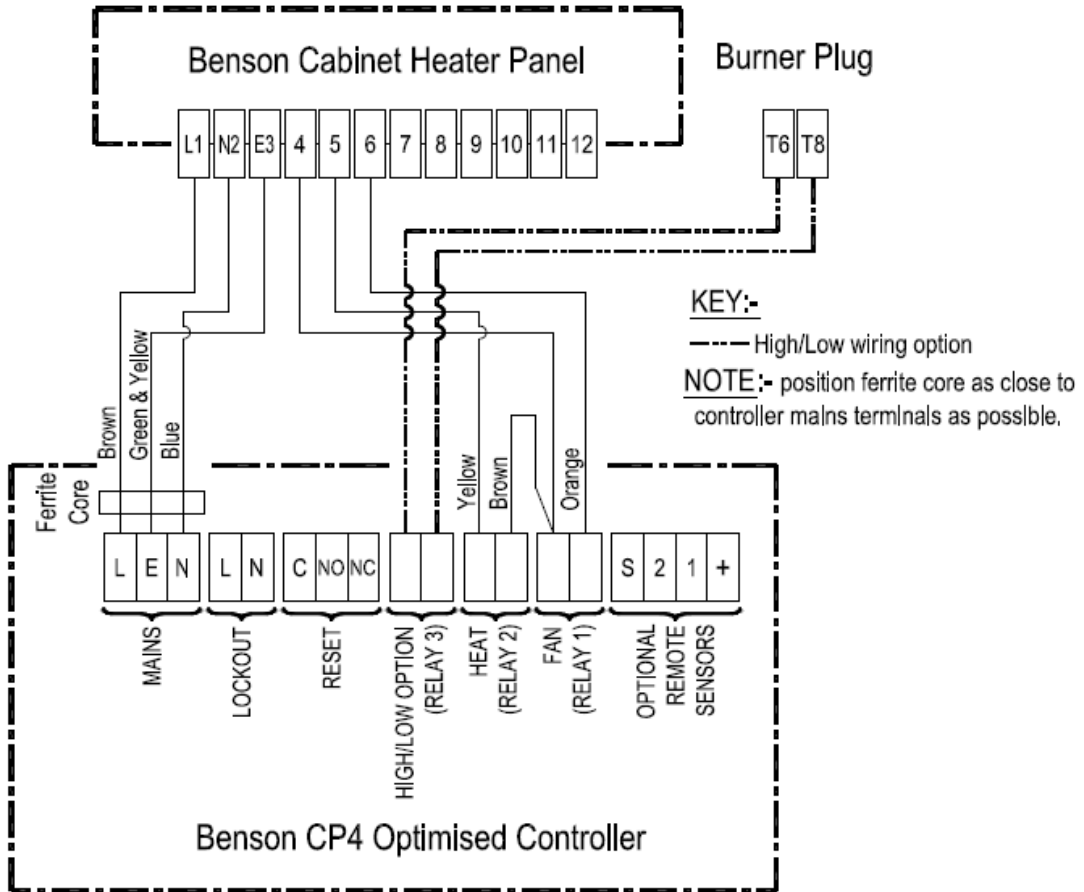 Benson Cabinet Heater Panel
Burner Plug
L1 N2 E3 4 5 6 7 8 9 10 11 12
T6 T8
KEY:-
High/Low wiring option
NOTE:- position ferrite core as close to
controller mains terminals as possible.
Brown
Green & Yellow
Blue
Yellow
Brown
Orange
Ferrite
Core
L E N
L N
C NO NC
S 2 1 +
MAINS
LOCKOUT
RESET
HIGH/LOW OPTION
(RELAY 3)
HEAT
(RELAY 2)
FAN
(RELAY 1)
OPTIONAL
REMOTE
SENSORS
Benson CP4 Optimised Controller